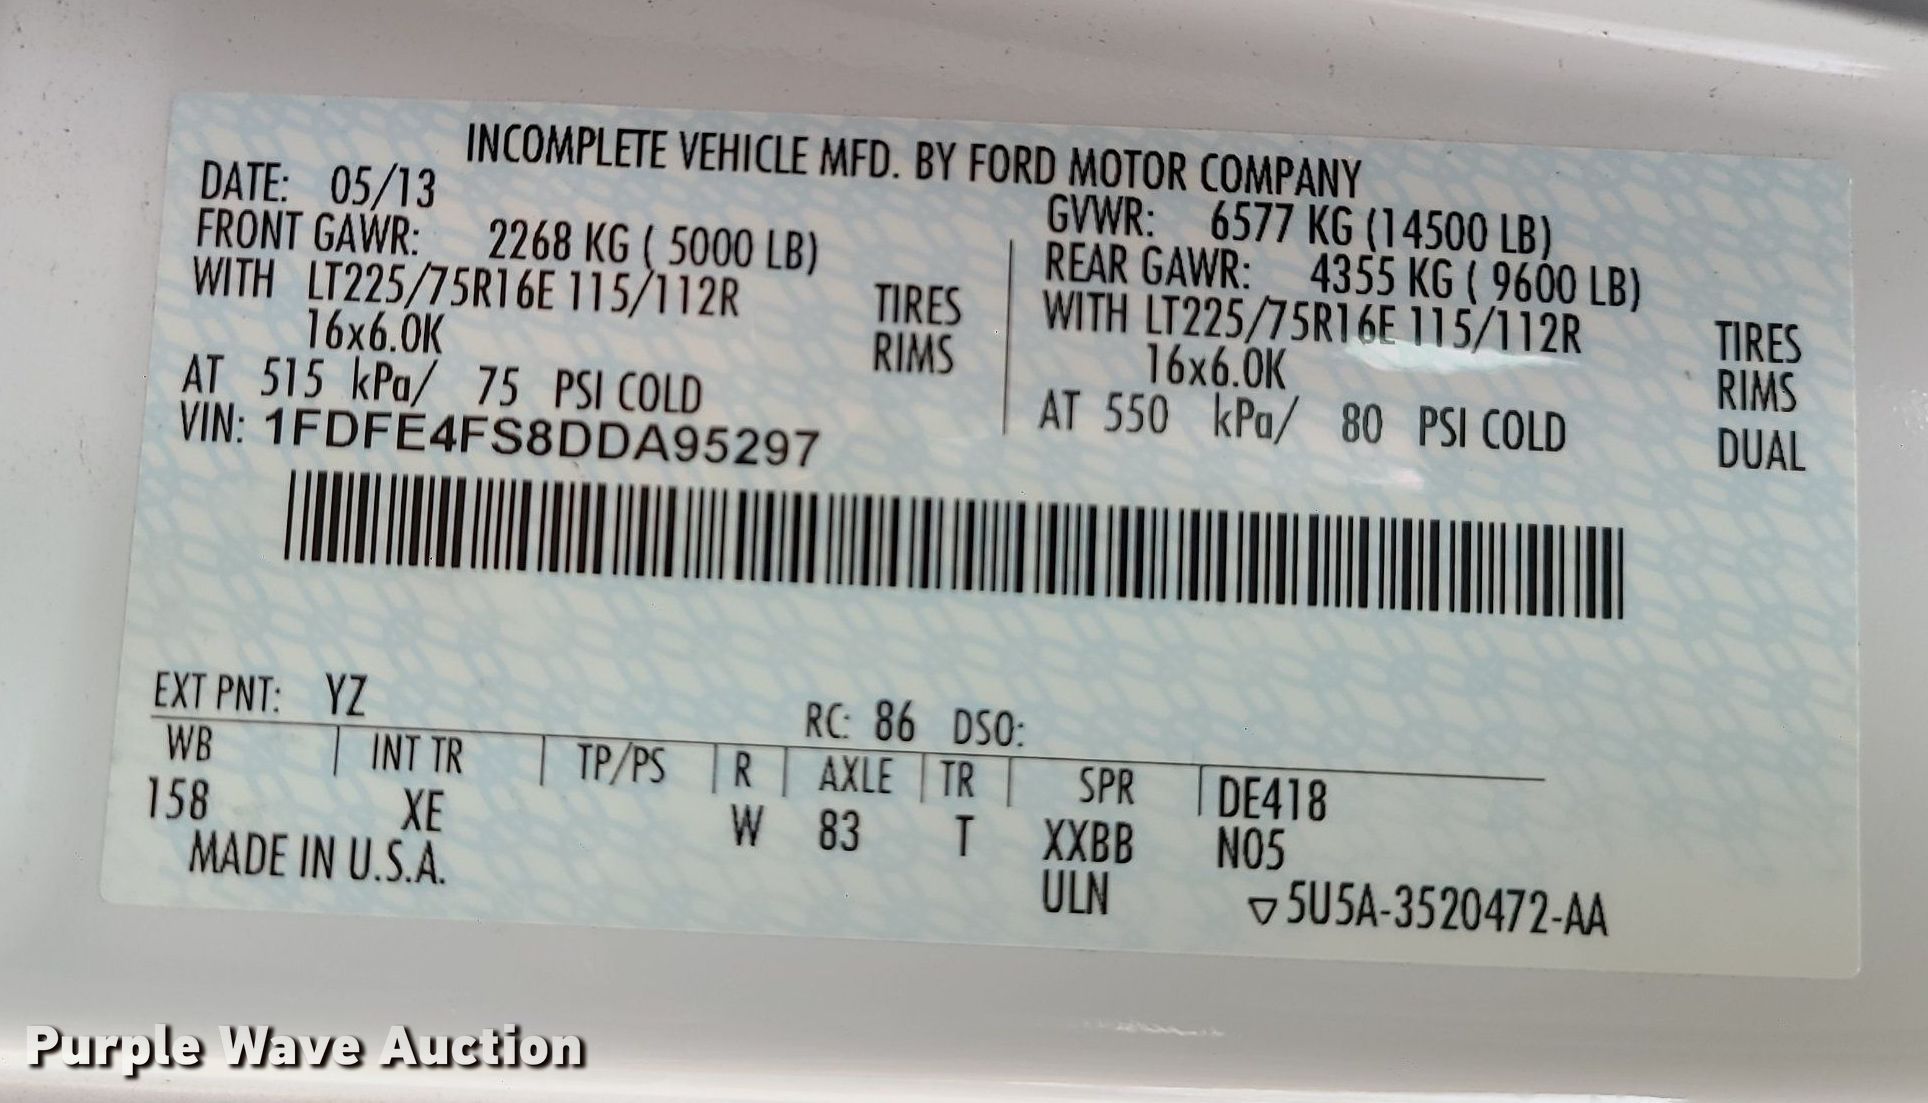 INCOMPLETE VEHICLE MFD. BY FORD MOTOR COMPANY
DATE: 05/13
GVWR: 6577 KG (14500 LB)
FRONT GAWR: 2268 KG ( 5000 LB)
REAR GAWR: 4355 KG ( 9600 LB)
WITH LT225/75R16E 115/112R TIRES
WITH LT225/75R16E 115/112R TIRES
16x6.0K RIMS
16x6.0K RIMS
AT 515 kPa/ 75 PSI COLD
AT 550 kPa/ 80 PSI COLD DUAL
VIN: 1FDFE4FS8DDA95297
EXT PNT: YZ RC: 86 DSO:
WB INT TR TP/PS R AXLE TR SPR DE418
158 XE W 83 T XXBB N05
MADE IN U.S.A. ULN ▽5U5A-3520472-AA
Purple Wave Auction